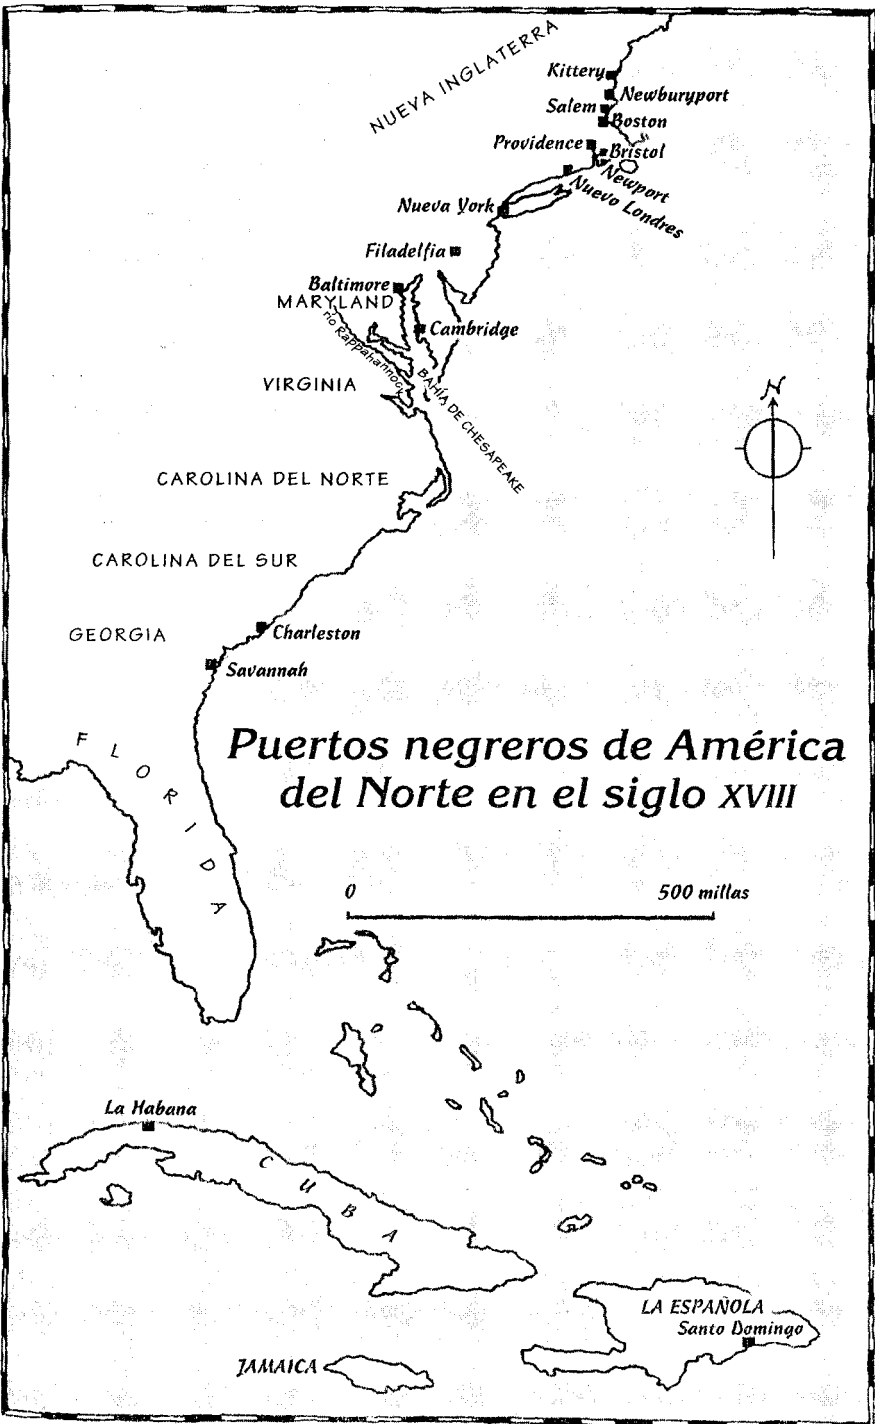 NUEVA INGLATERRA
Kittery
Newburyport
Salem
Boston
Providence
Bristol
Newport
Nuevo Londres
Nueva York
Filadelfia
Baltimore
MARYLAND
río Rappahannock
Cambridge
VIRGINIA
BAHÍA DE CHESAPEAKE
N
CAROLINA DEL NORTE
CAROLINA DEL SUR
GEORGIA
Charleston
Savannah
FLORIDA
Puertos negreros de América
del Norte en el siglo XVIII
0 500 millas
La Habana
CUBA
LA ESPAÑOLA
Santo Domingo
JAMAICA